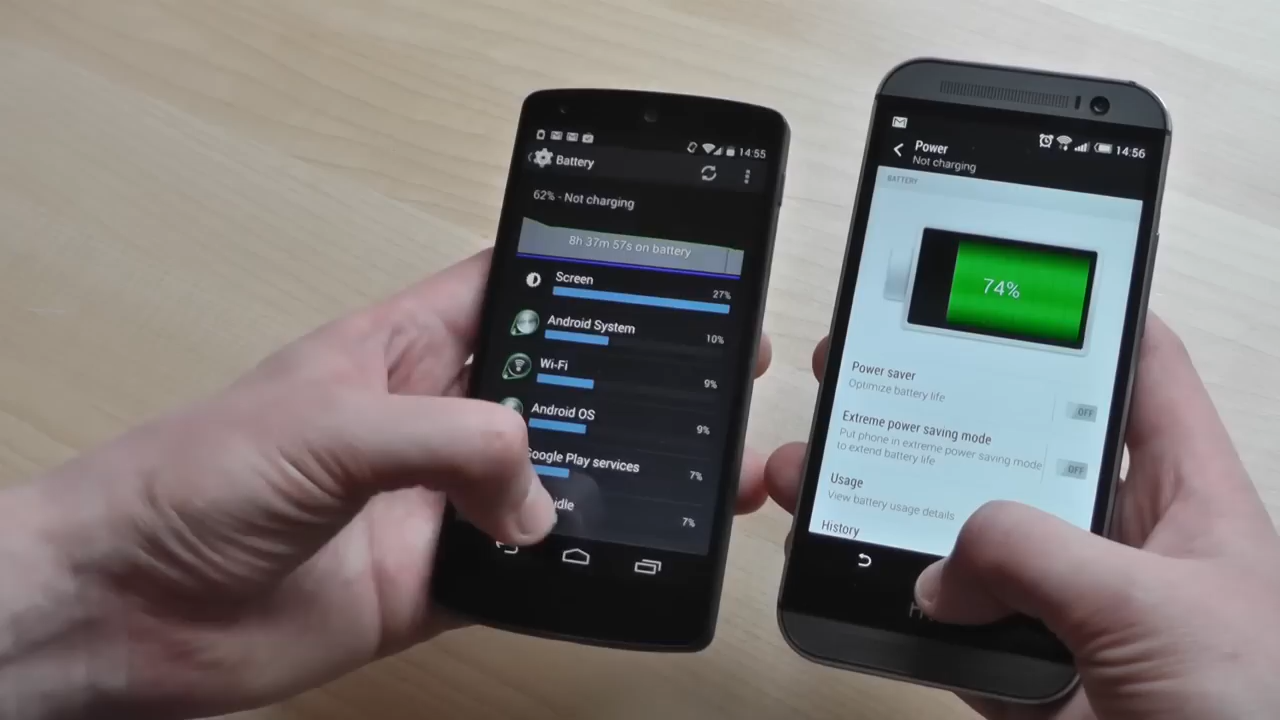 14:55
Battery
62% - Not charging
8h 37m 57s on battery
Screen
27%
Android System
10%
Wi-Fi
9%
Android OS
9%
Google Play services
7%
idle
7%
14:56
Power
Not charging
BATTERY
74%
Power saver
Optimize battery life
OFF
Extreme power saving mode
Put phone in extreme power saving mode
to extend battery life
OFF
Usage
View battery usage details
History